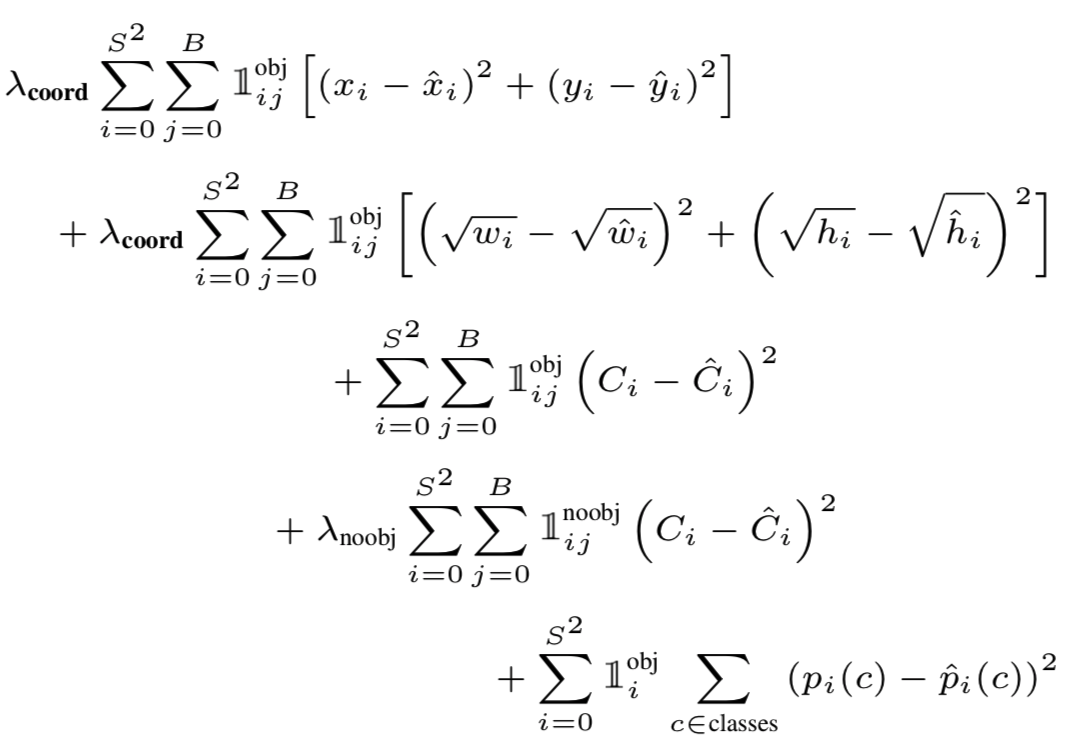 λ_coord ∑_{i=0}^{S^2} ∑_{j=0}^{B} 𝟙_{ij}^{obj} [(x_i − x̂_i)^2 + (y_i − ŷ_i)^2]
+ λ_coord ∑_{i=0}^{S^2} ∑_{j=0}^{B} 𝟙_{ij}^{obj} [(√w_i − √ŵ_i)^2 + (√h_i − √ĥ_i)^2]
+ ∑_{i=0}^{S^2} ∑_{j=0}^{B} 𝟙_{ij}^{obj} (C_i − Ĉ_i)^2
+ λ_noobj ∑_{i=0}^{S^2} ∑_{j=0}^{B} 𝟙_{ij}^{noobj} (C_i − Ĉ_i)^2
+ ∑_{i=0}^{S^2} 𝟙_i^{obj} ∑_{c∈classes} (p_i(c) − p̂_i(c))^2